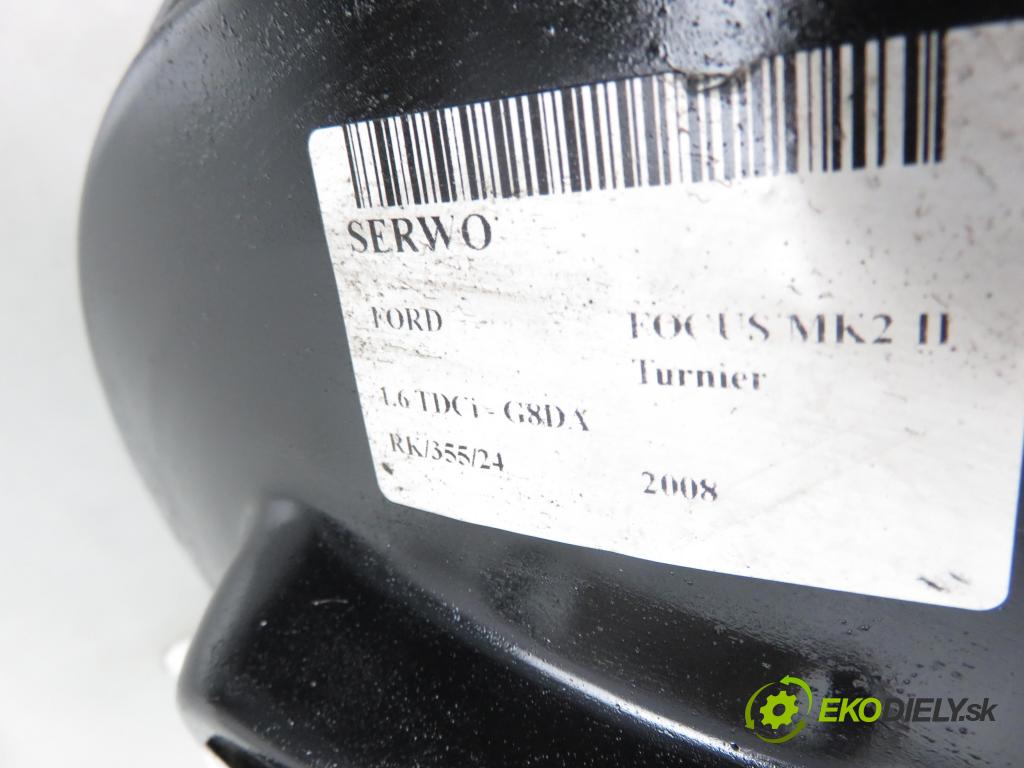 SERWO
FORD FOCUS MK2 II
Turnier
1.6 TDCi - G8DA
RK/355/24
2008
EKODIELY.sk